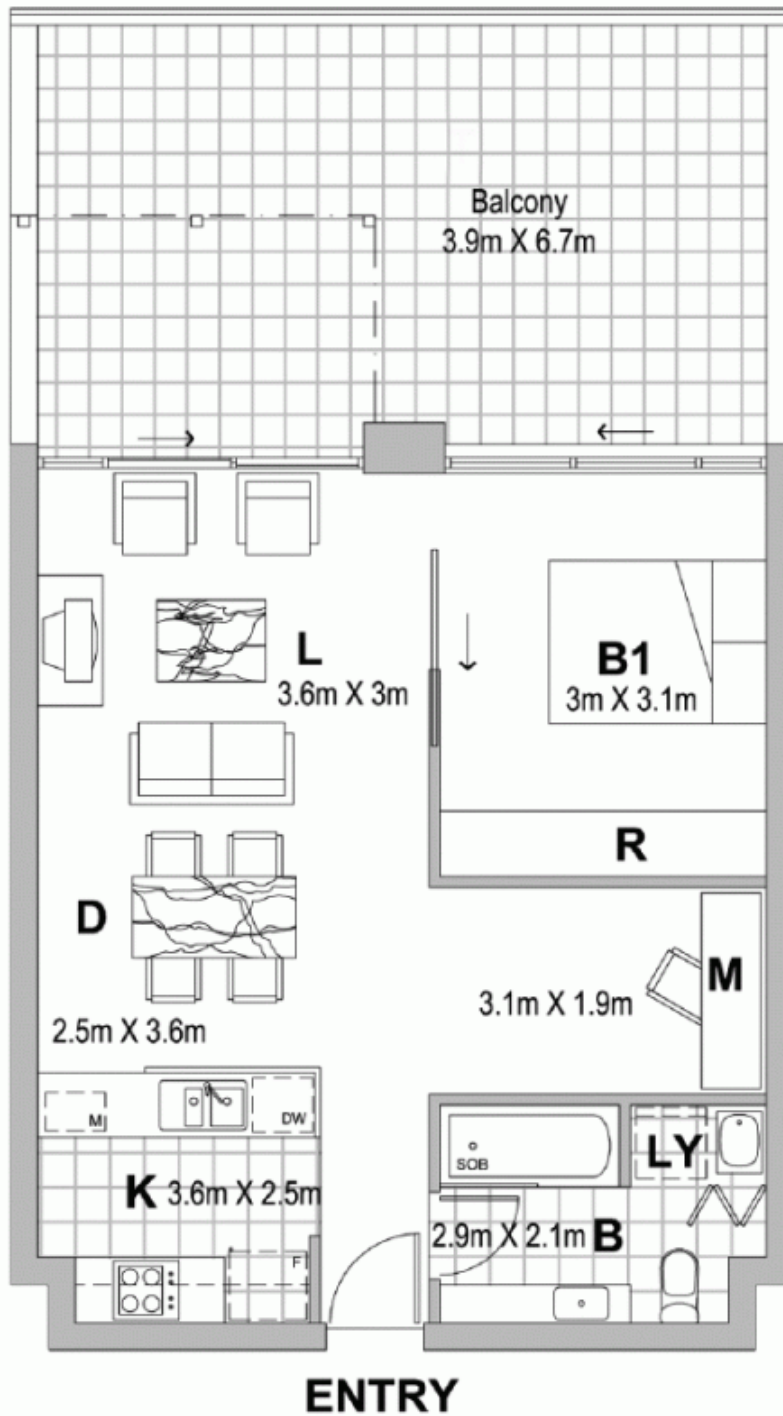 Balcony
3.9m X 6.7m
L
3.6m X 3m
B1
3m X 3.1m
R
D
2.5m X 3.6m
M
3.1m X 1.9m
M
DW
K 3.6m X 2.5m
F
SOB
LY
2.9m X 2.1m B
ENTRY